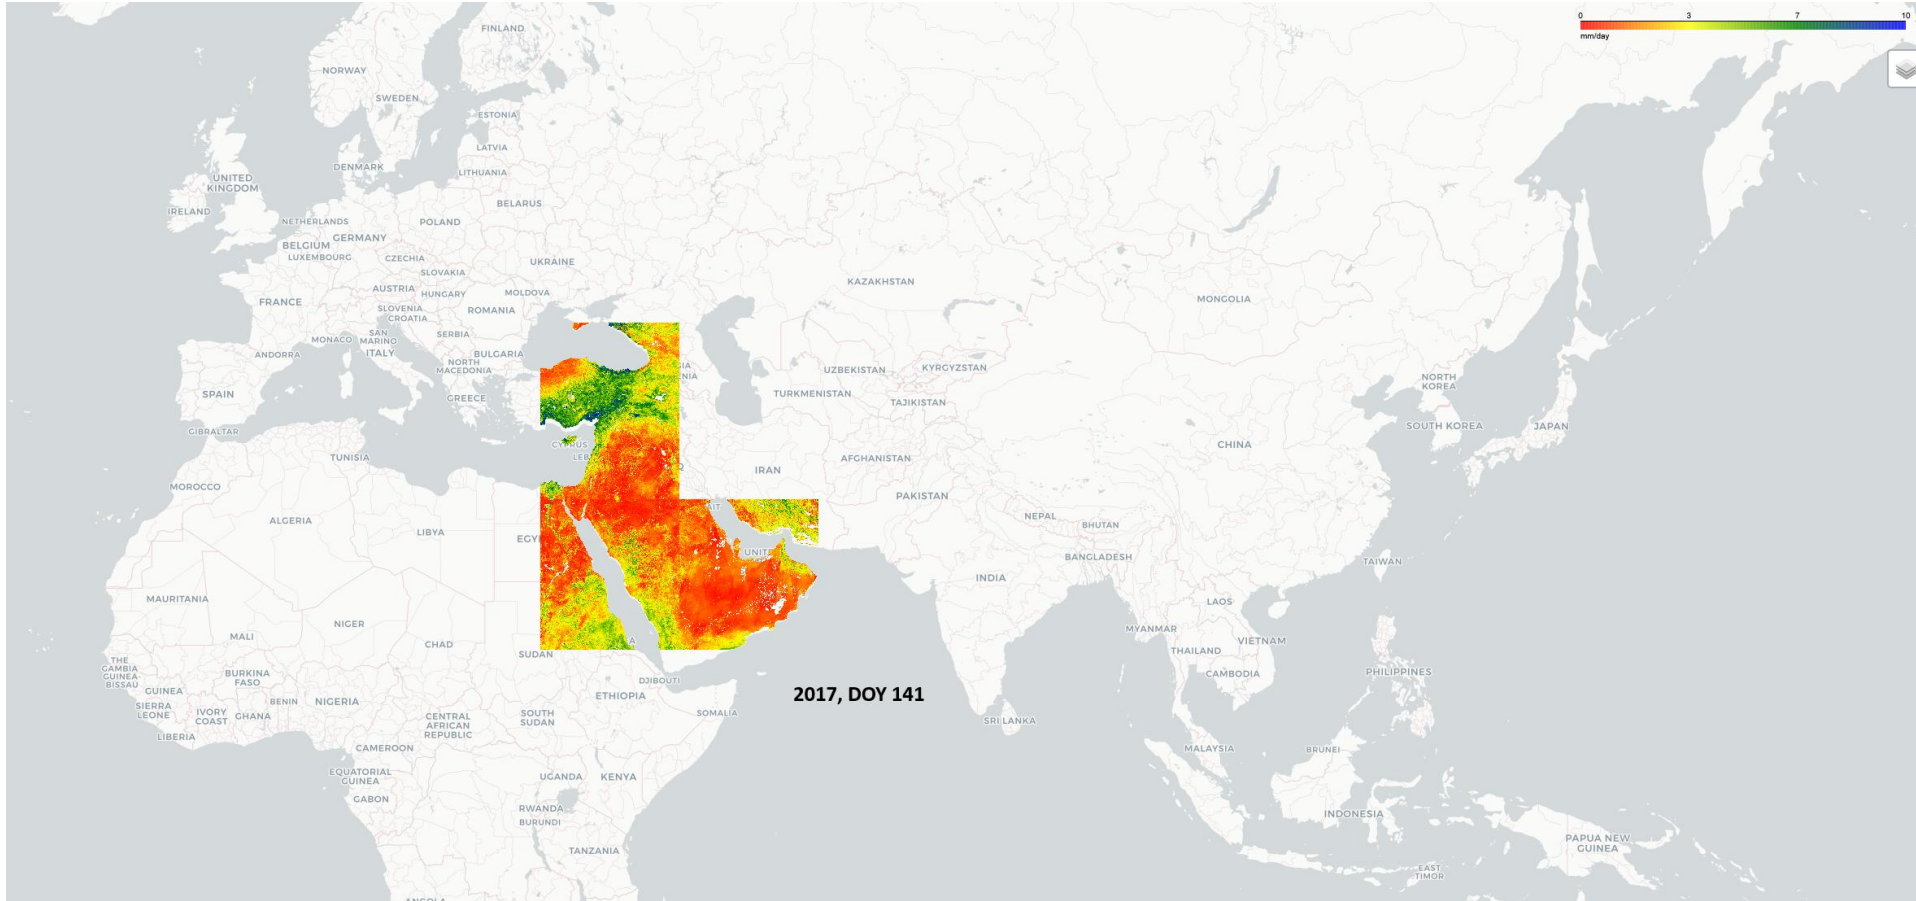 FINLAND
0 3 7 10
mm/day
NORWAY
SWEDEN
ESTONIA
LATVIA
DENMARK
LITHUANIA
UNITED
KINGDOM
BELARUS
IRELAND
NETHERLANDS
POLAND
GERMANY
BELGIUM
LUXEMBOURG
CZECHIA
UKRAINE
SLOVAKIA
KAZAKHSTAN
AUSTRIA
HUNGARY
MOLDOVA
MONGOLIA
FRANCE
SLOVENIA
CROATIA
ROMANIA
SAN
MARINO
MONACO
SERBIA
ITALY
ANDORRA
BULGARIA
NORTH
MACEDONIA
UZBEKISTAN
KYRGYZSTAN
NORTH
KOREA
SPAIN
GREECE
TURKMENISTAN
TAJIKISTAN
GIBRALTAR
SOUTH KOREA
JAPAN
CYPRUS
CHINA
LEB
TUNISIA
AFGHANISTAN
IRAN
MOROCCO
PAKISTAN
ALGERIA
LIBYA
NEPAL
BHUTAN
EGY
UNITE
BANGLADESH
TAIWAN
INDIA
MAURITANIA
LAOS
NIGER
MYANMAR
MALI
CHAD
VIETNAM
SUDAN
THAILAND
THE
GAMBIA
GUINEA-
BISSAU
BURKINA
FASO
DJIBOUTI
CAMBODIA
PHILIPPINES
GUINEA
ETHIOPIA
2017, DOY 141
BENIN
NIGERIA
SIERRA
LEONE
IVORY
COAST
GHANA
CENTRAL
AFRICAN
REPUBLIC
SOUTH
SUDAN
SOMALIA
SRI LANKA
LIBERIA
CAMEROON
MALAYSIA
BRUNEI
EQUATORIAL
GUINEA
UGANDA
KENYA
GABON
RWANDA
BURUNDI
INDONESIA
PAPUA NEW
GUINEA
TANZANIA
EAST
TIMOR